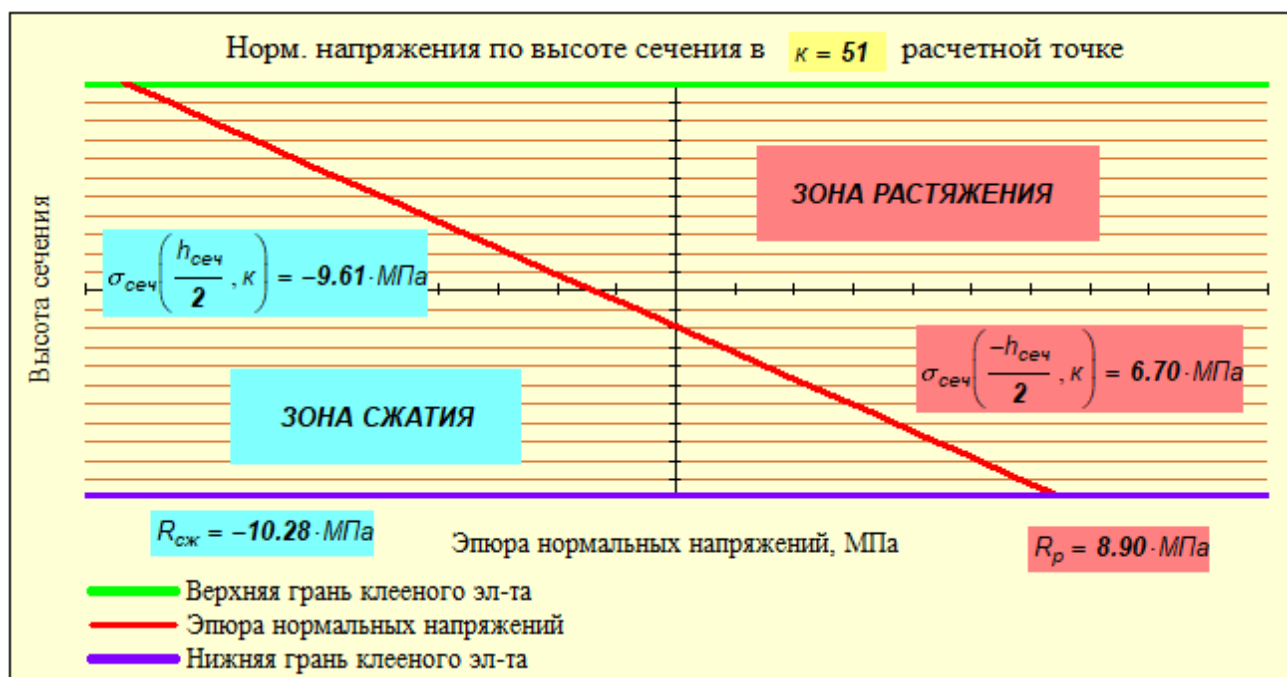 Норм. напряжения по высоте сечения в к = 51 расчетной точке
ЗОНА РАСТЯЖЕНИЯ
Высота сечения
σсеч(hсеч/2, к) = −9.61·МПа
σсеч(−hсеч/2, к) = 6.70·МПа
ЗОНА СЖАТИЯ
Rсж = −10.28·МПа
Эпюра нормальных напряжений, МПа
Rр = 8.90·МПа
Верхняя грань клееного эл-та
Эпюра нормальных напряжений
Нижняя грань клееного эл-та